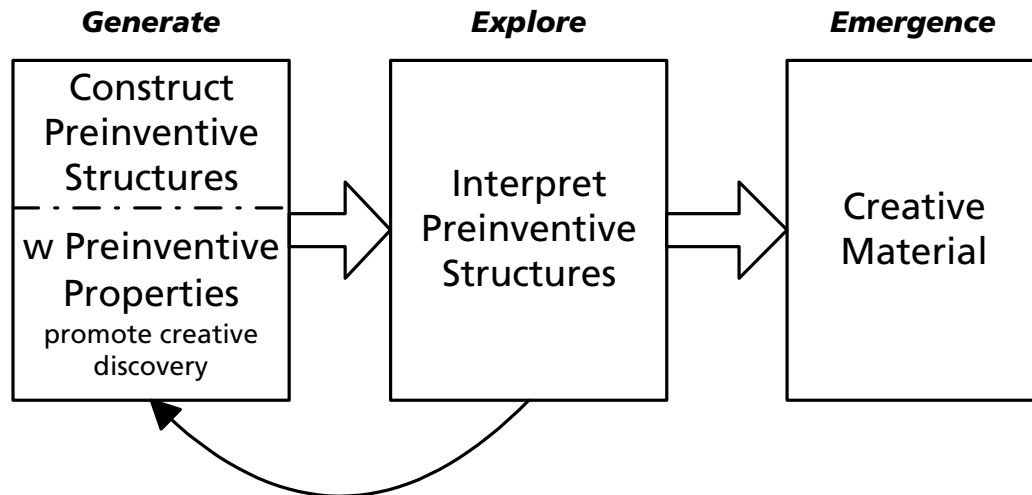 Generate
Explore
Emergence
Construct
Preinventive
Structures
w Preinventive
Properties
promote creative
discovery
Interpret
Preinventive
Structures
Creative
Material